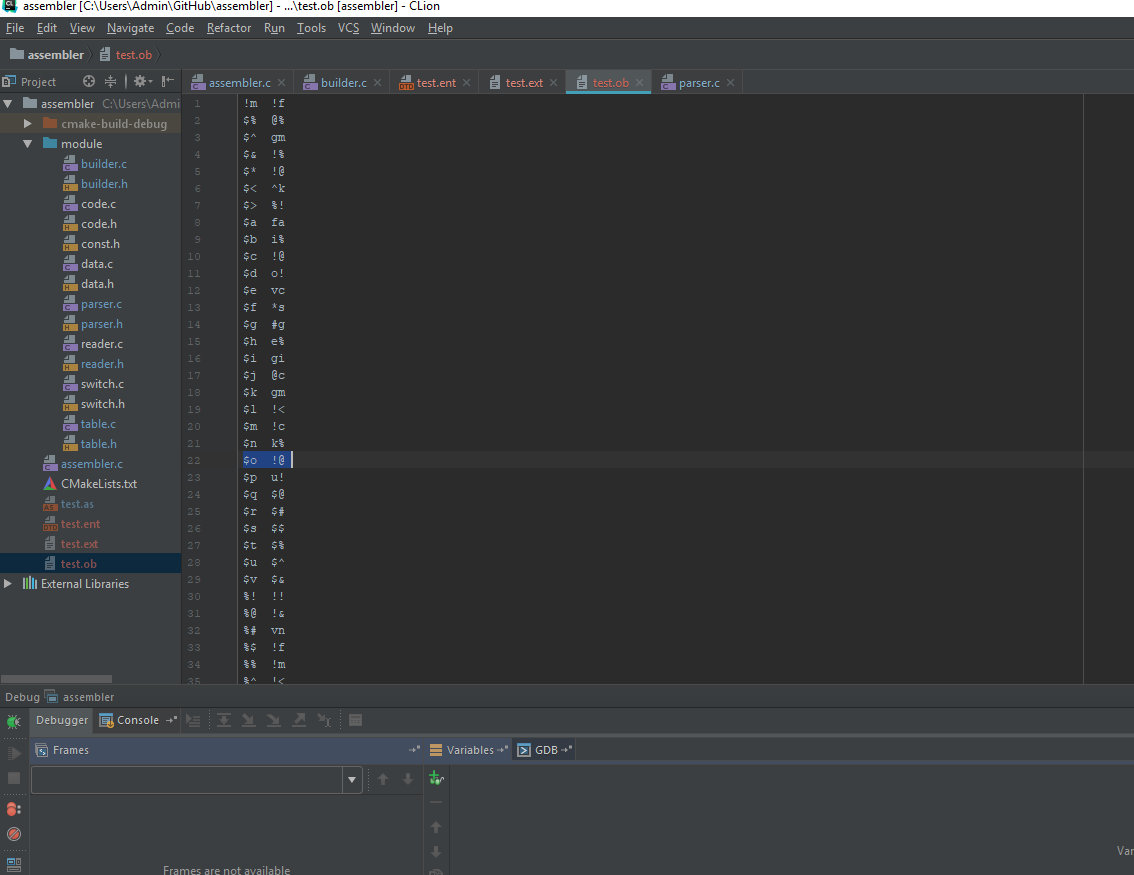 assembler [C:\Users\Admin\GitHub\assembler] - ...\test.ob [assembler] - CLion
File Edit View Navigate Code Refactor Run Tools VCS Window Help
assembler test.ob
Project
assembler.c builder.c test.ent test.ext test.ob parser.c
assembler C:\Users\Admi
cmake-build-debug
module
builder.c
builder.h
code.c
code.h
const.h
data.c
data.h
parser.c
parser.h
reader.c
reader.h
switch.c
switch.h
table.c
table.h
assembler.c
CMakeLists.txt
test.as
test.ent
test.ext
test.ob
External Libraries
1 !m !f
2 $% @%
3 $^ gm
4 $& !%
5 $* !@
6 $< ^k
7 $> %!
8 $a fa
9 $b i%
10 $c !@
11 $d o!
12 $e vc
13 $f *s
14 $g #g
15 $h e%
16 $i gi
17 $j @c
18 $k gm
19 $l !<
20 $m !c
21 $n k%
22 $o !@
23 $p u!
24 $q $@
25 $r $#
26 $s $$
27 $t $%
28 $u $^
29 $v $&
30 %! !!
31 %@ !&
32 %# vn
33 %$ !f
34 %% !m
35 %^ !<
Debug assembler
Debugger Console
Frames Variables GDB
Frames are not available
Var